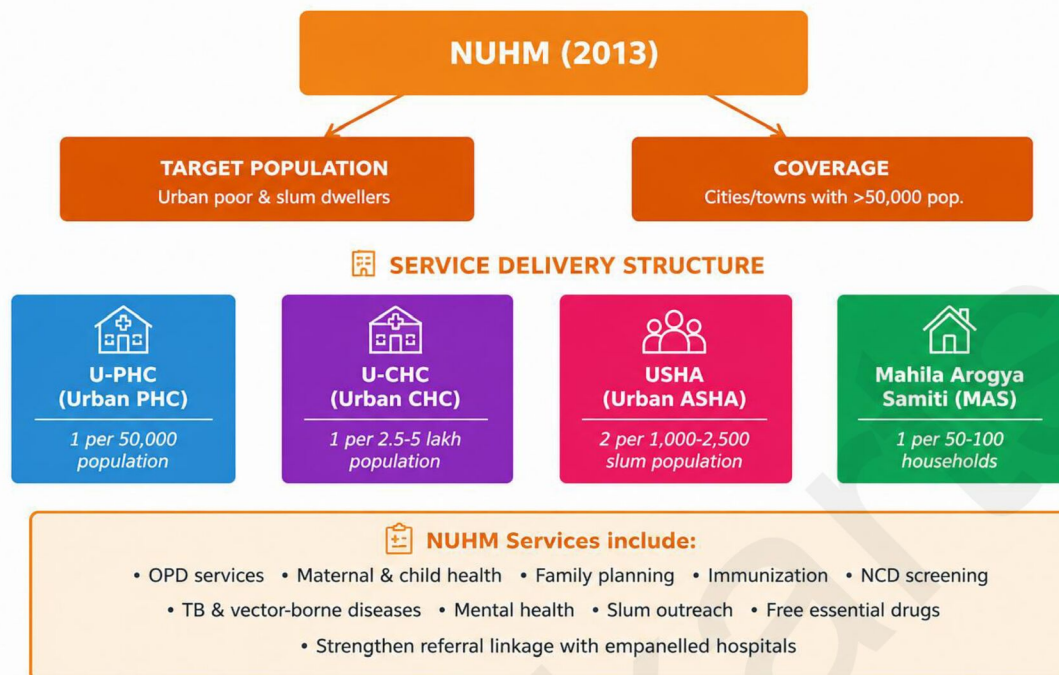 NUHM (2013)
TARGET POPULATION
Urban poor & slum dwellers
COVERAGE
Cities/towns with >50,000 pop.
SERVICE DELIVERY STRUCTURE
U-PHC
(Urban PHC)
1 per 50,000
population
U-CHC
(Urban CHC)
1 per 2.5-5 lakh
population
USHA
(Urban ASHA)
2 per 1,000-2,500
slum population
Mahila Arogya
Samiti (MAS)
1 per 50-100
households
NUHM Services include:
• OPD services • Maternal & child health • Family planning • Immunization • NCD screening
• TB & vector-borne diseases • Mental health • Slum outreach • Free essential drugs
• Strengthen referral linkage with empanelled hospitals